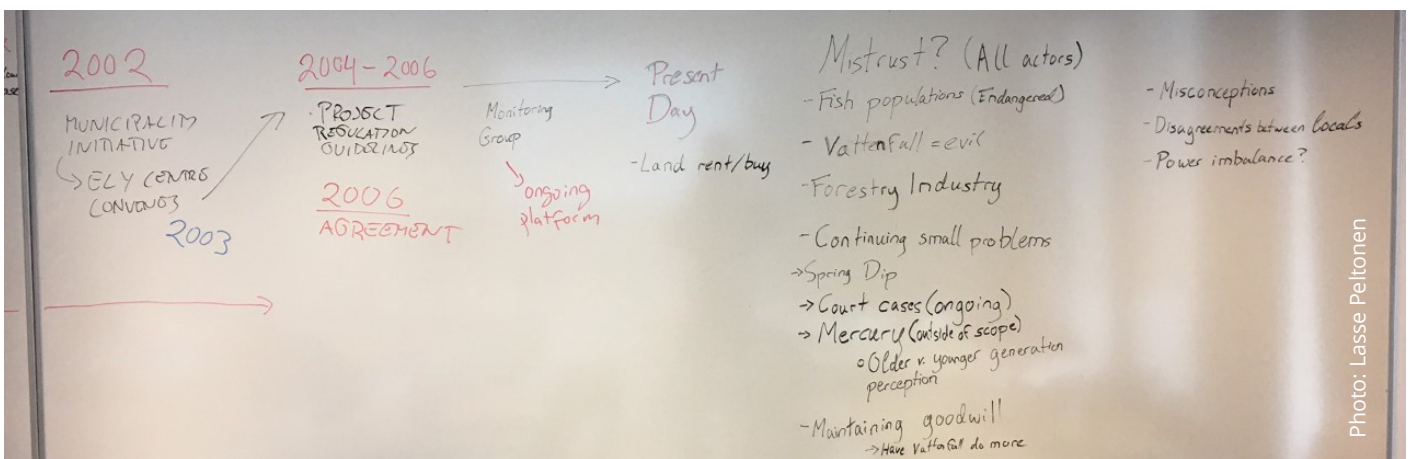 2002
MUNICIPALITY
INITIATIVE
ELY CENTRE
CONVENES
2003
2004-2006
· PROJECT
REGULATION
GUIDELINES
2006
AGREEMENT
Monitoring
Group
ongoing
platform
Present
Day
-Land rent/buy
Mistrust? (All actors)
- Fish populations (Endangered)
- Vattenfall = evil
-Forestry Industry
-Continuing small problems
→Spring Dip
→ Court cases (ongoing)
→ Mercury (outside of scope)
o Older v. younger generation
perception
-Maintaining goodwill
→Have Vattenfall do more
- Misconceptions
- Disagreements between locals
- Power imbalance?
Photo: Lasse Peltonen